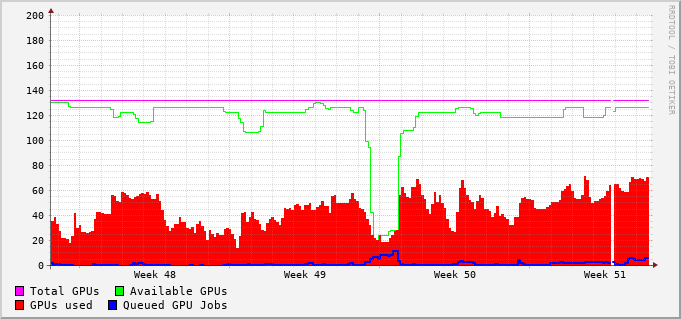 200
180
160
140
120
100
80
60
40
20
0
Week 48 Week 49 Week 50 Week 51
Total GPUs Available GPUs
GPUs used Queued GPU Jobs
RRDTOOL / TOBI OETIKER